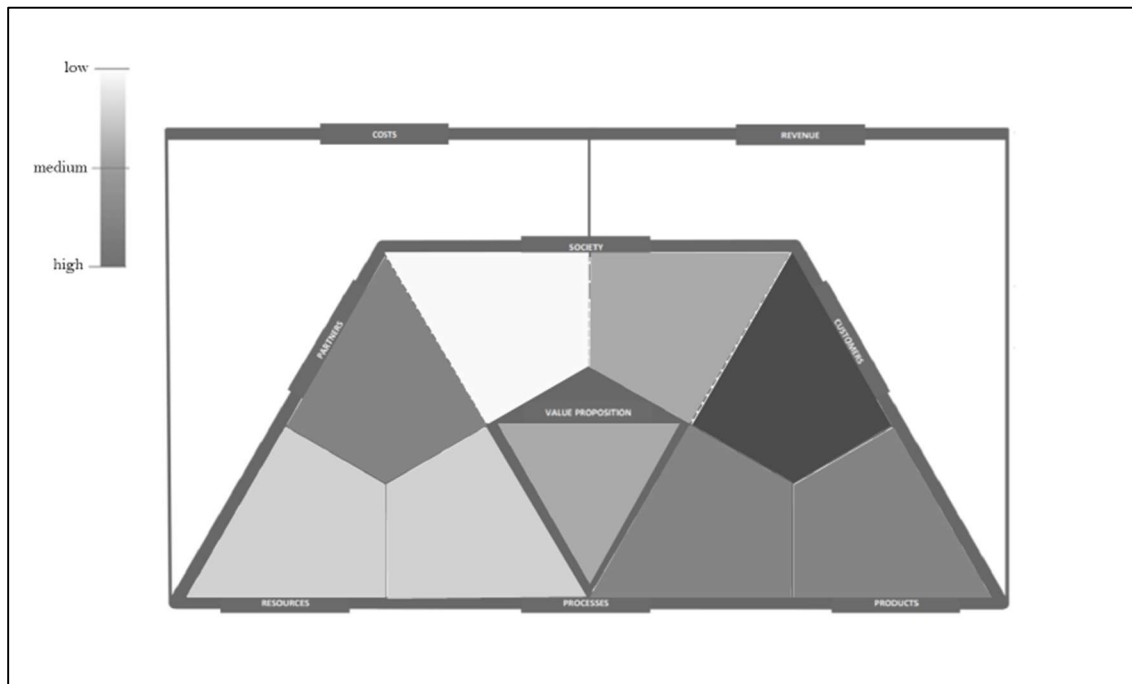 low
medium
high
COSTS
REVENUE
SOCIETY
PARTNERS
CUSTOMERS
VALUE PROPOSITION
RESOURCES
PROCESSES
PRODUCTS